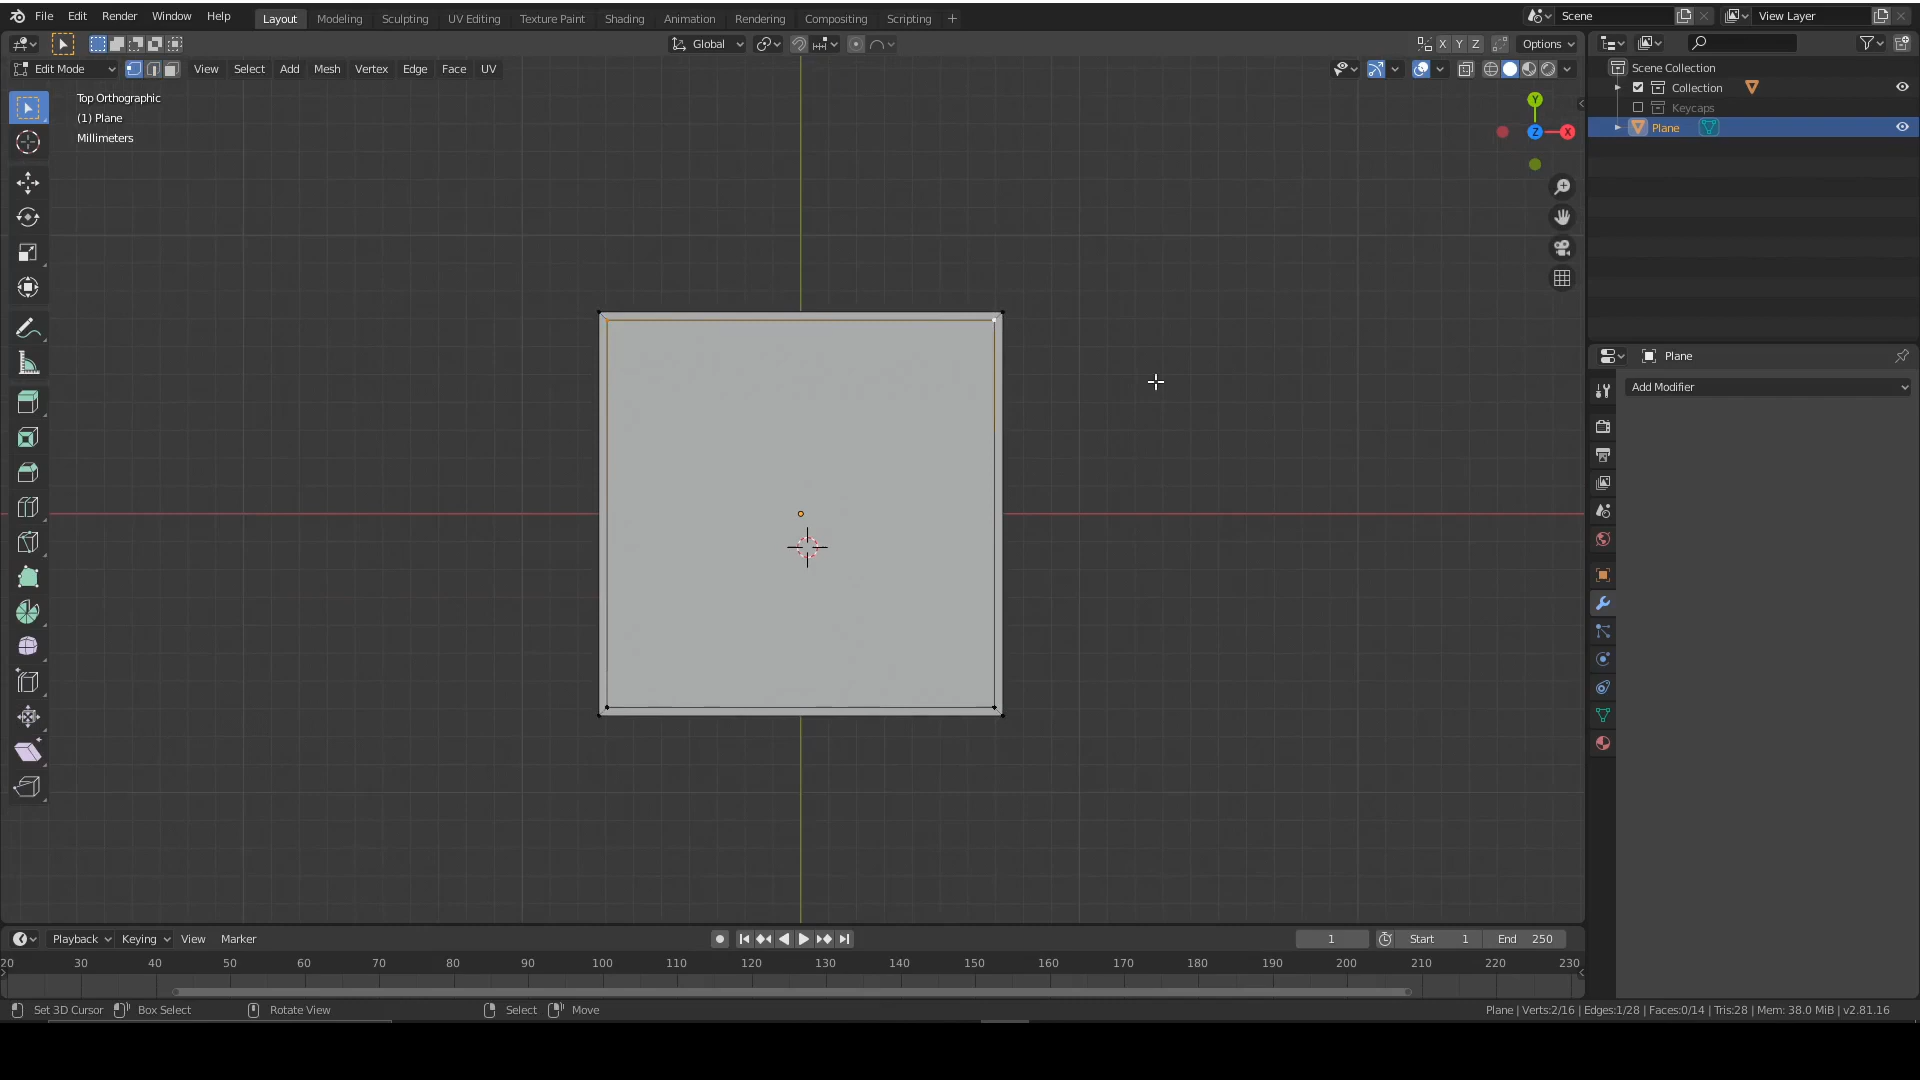 File Edit Render Window Help Layout Modeling Sculpting UV Editing Texture Paint Shading Animation Rendering Compositing Scripting + Scene View Layer
Global X Y Z Options
Edit Mode View Select Add Mesh Vertex Edge Face UV
Scene Collection
Collection
Keycaps
Plane
Top Orthographic
(1) Plane
Millimeters
Y
Z X
Plane
Add Modifier
Playback Keying View Marker 1 Start 1 End 250
20 30 40 50 60 70 80 90 100 110 120 130 140 150 160 170 180 190 200 210 220 230
Set 3D Cursor Box Select Rotate View Select Move Plane | Verts:2/16 | Edges:1/28 | Faces:0/14 | Tris:28 | Mem: 38.0 MiB | v2.81.16